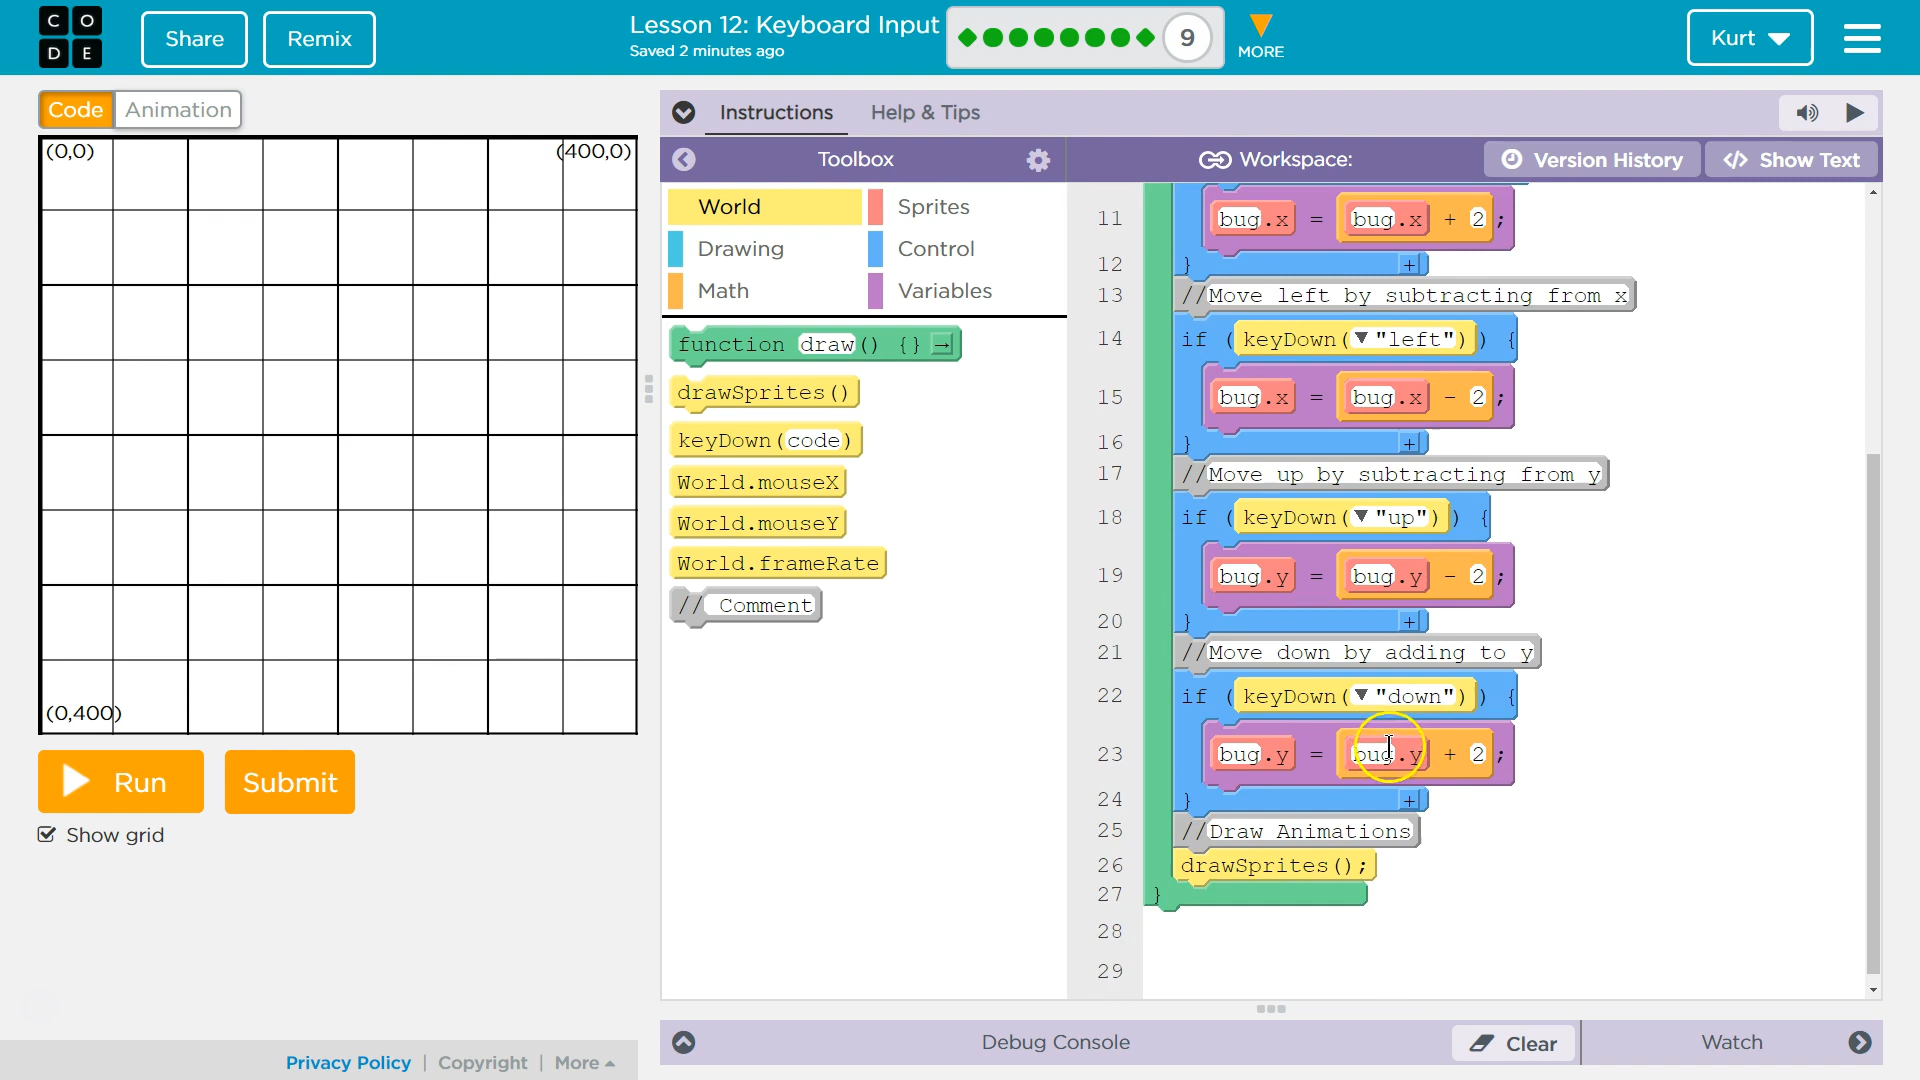 C O
D E
Share
Remix
Lesson 12: Keyboard Input
Saved 2 minutes ago
9
MORE
Kurt
Code
Animation
Instructions
Help & Tips
Toolbox
Workspace:
Version History
Show Text
World
Sprites
Drawing
Control
Math
Variables
function draw() {} →
drawSprites()
keyDown(code)
World.mouseX
World.mouseY
World.frameRate
// Comment
(0,0)
(400,0)
(0,400)
11 bug.x = bug.x + 2;
12 } +
13 //Move left by subtracting from x
14 if (keyDown(▼ "left")) {
15 bug.x = bug.x - 2;
16 } +
17 //Move up by subtracting from y
18 if (keyDown(▼ "up")) {
19 bug.y = bug.y - 2;
20 } +
21 //Move down by adding to y
22 if (keyDown(▼ "down")) {
23 bug.y = bug.y + 2;
24 } +
25 //Draw Animations
26 drawSprites();
27 }
28
29
Run
Submit
Show grid
Debug Console
Clear
Watch
Privacy Policy | Copyright | More